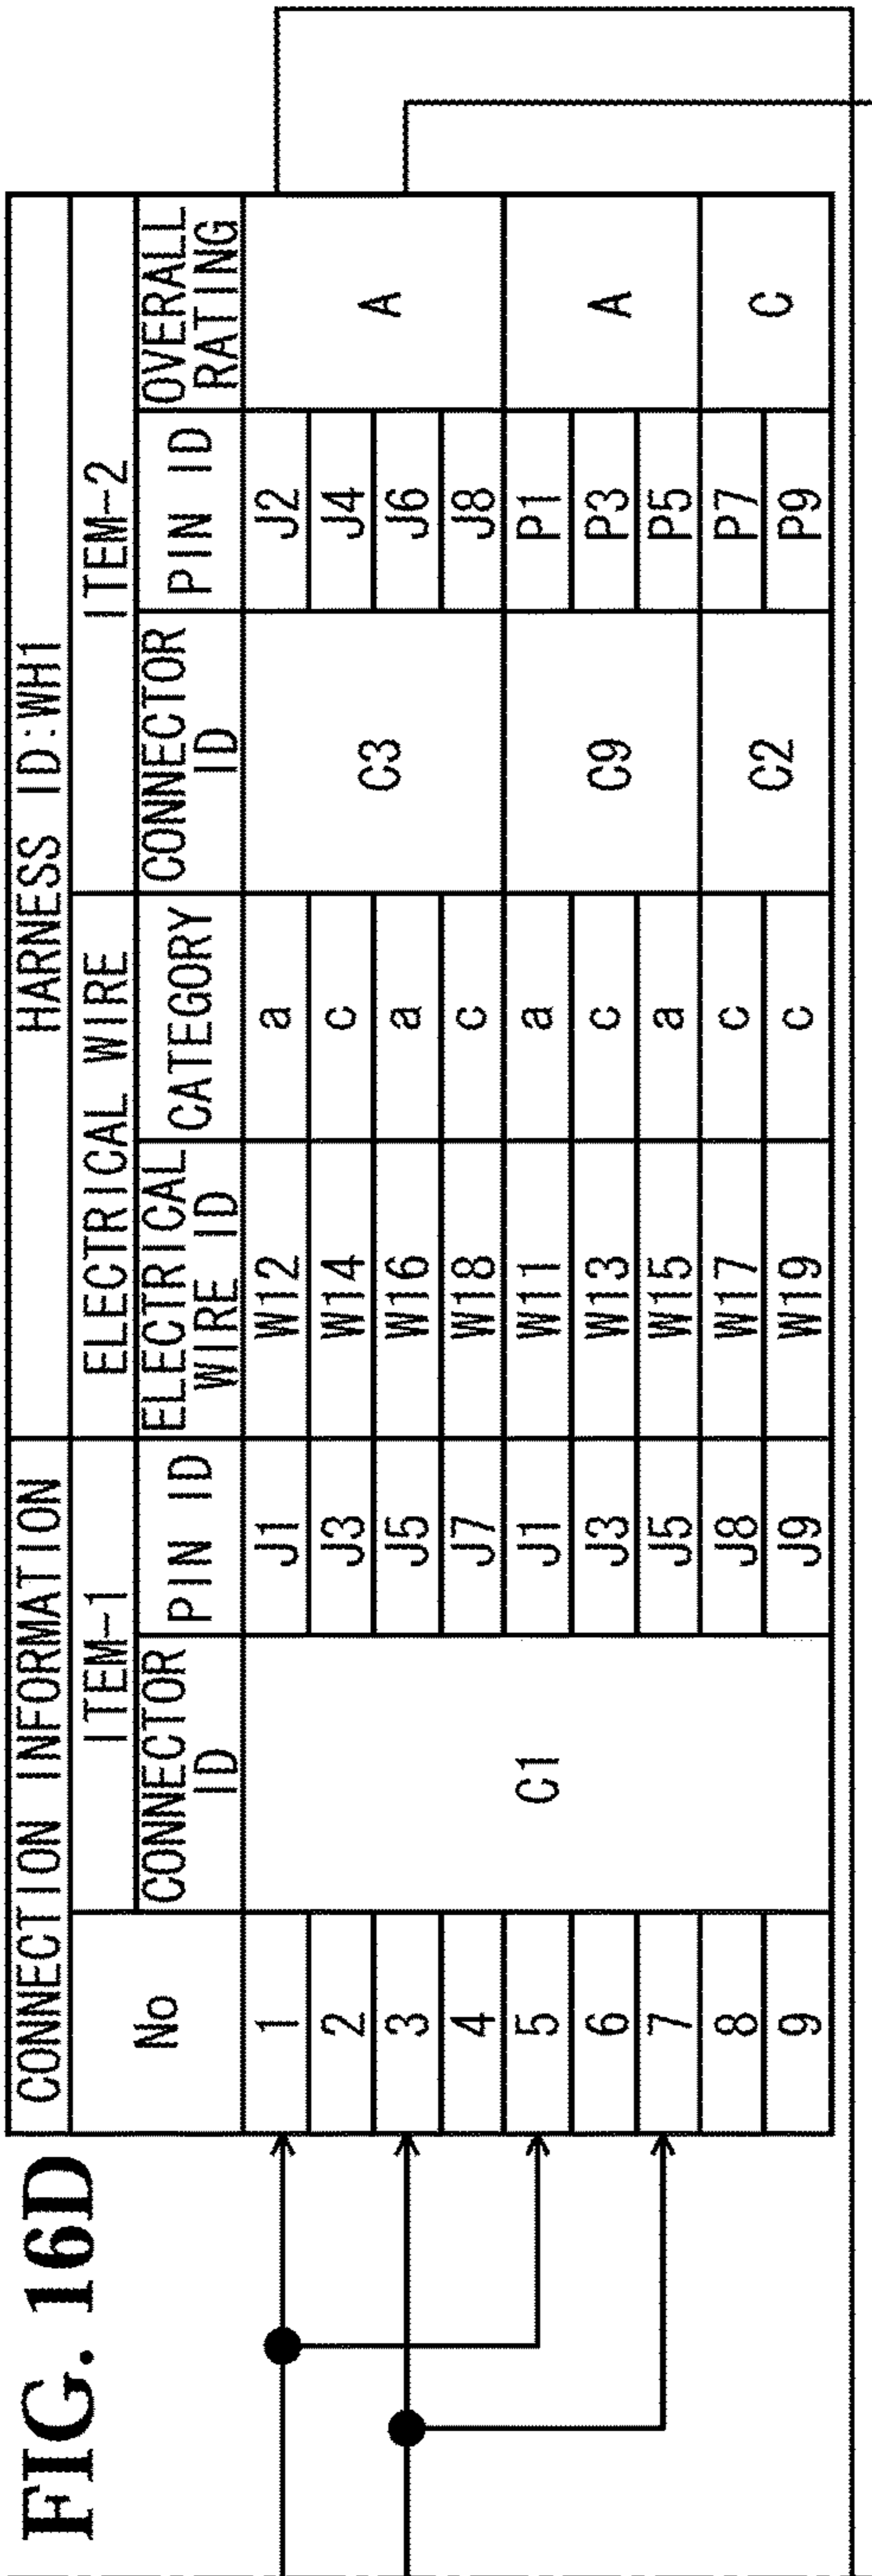 FIG. 16D
CONNECTION INFORMATION HARNESS ID:WH1
No ITEM-1 ELECTRICAL WIRE ITEM-2
CONNECTOR ID PIN ID ELECTRICAL WIRE ID CATEGORY CONNECTOR ID PIN ID OVERALL RATING
1 C1 J1 W12 a C3 J2 A
2 J3 W14 c J4
3 J5 W16 a J6
4 J7 W18 c J8
5 J1 W11 a C9 P1 A
6 J3 W13 c P3
7 J5 W15 a P5
8 J8 W17 c C2 P7 C
9 J9 W19 c P9